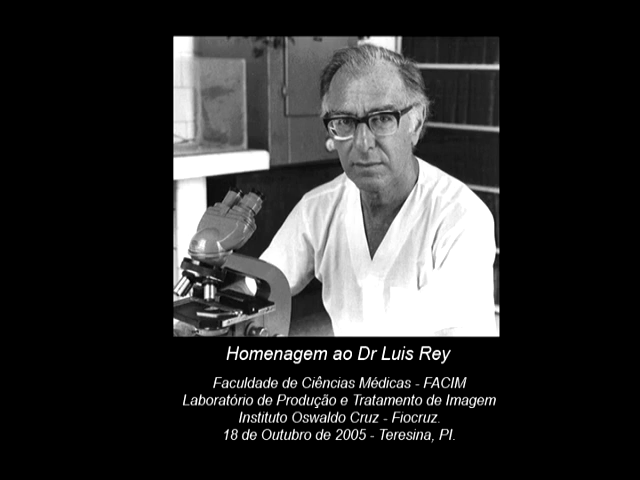 Homenagem ao Dr Luis Rey
Faculdade de Ciências Médicas - FACIM
Laboratório de Produção e Tratamento de Imagem
Instituto Oswaldo Cruz - Fiocruz.
18 de Outubro de 2005 - Teresina, PI.